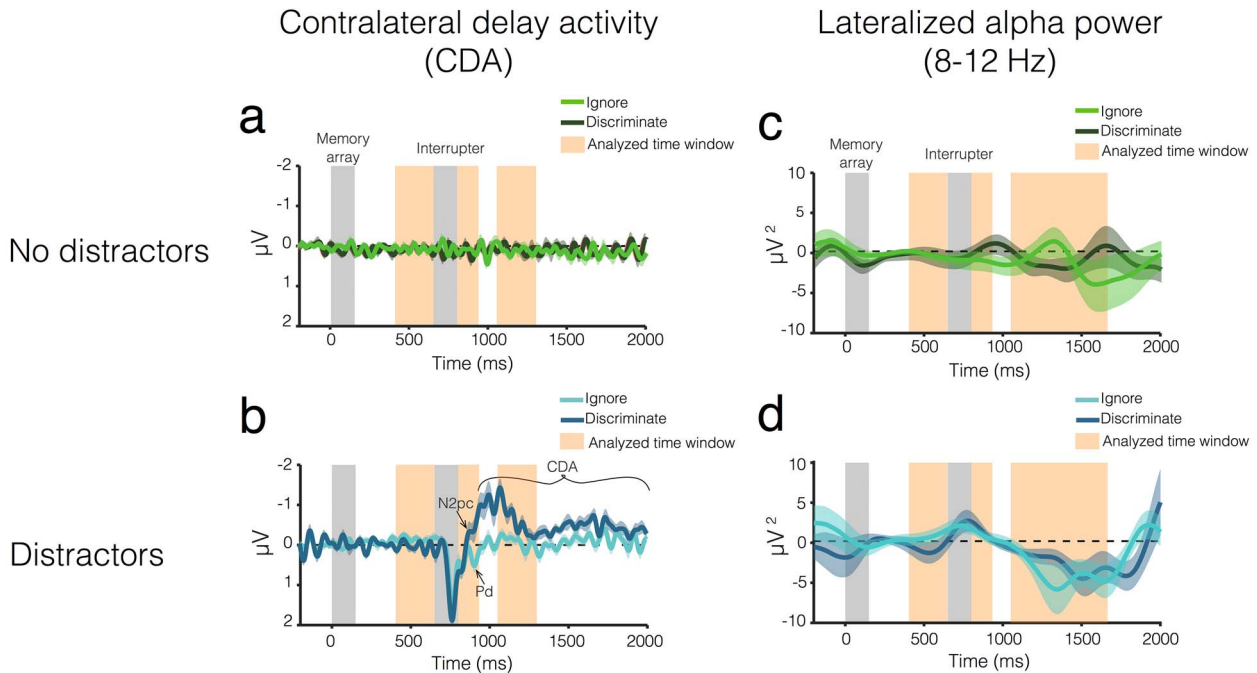 Contralateral delay activity
(CDA)
Lateralized alpha power
(8-12 Hz)
No distractors
Distractors
a
Ignore
Discriminate
Analyzed time window
Memory
array
Interrupter
-2
-1
0
1
2
µV
0
500
1000
1500
2000
Time (ms)
c
Ignore
Discriminate
Analyzed time window
Memory
array
Interrupter
10
5
0
-5
-10
µV 2
0
500
1000
1500
2000
Time (ms)
b
Ignore
Discriminate
Analyzed time window
CDA
N2pc
Pd
-2
-1
0
1
2
µV
0
500
1000
1500
2000
Time (ms)
d
Ignore
Discriminate
Analyzed time window
10
5
0
-5
-10
µV 2
0
500
1000
1500
2000
Time (ms)